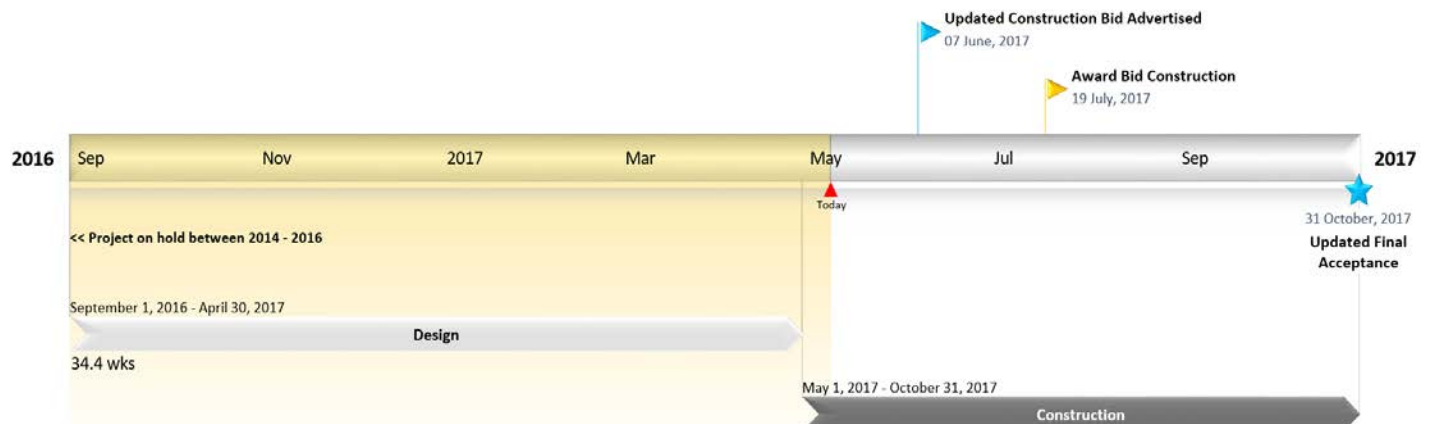 Updated Construction Bid Advertised
07 June, 2017
Award Bid Construction
19 July, 2017
2016 Sep Nov 2017 Mar May Jul Sep 2017
Today
31 October, 2017
Updated Final
Acceptance
<< Project on hold between 2014 - 2016
September 1, 2016 - April 30, 2017
Design
34.4 wks
May 1, 2017 - October 31, 2017
Construction